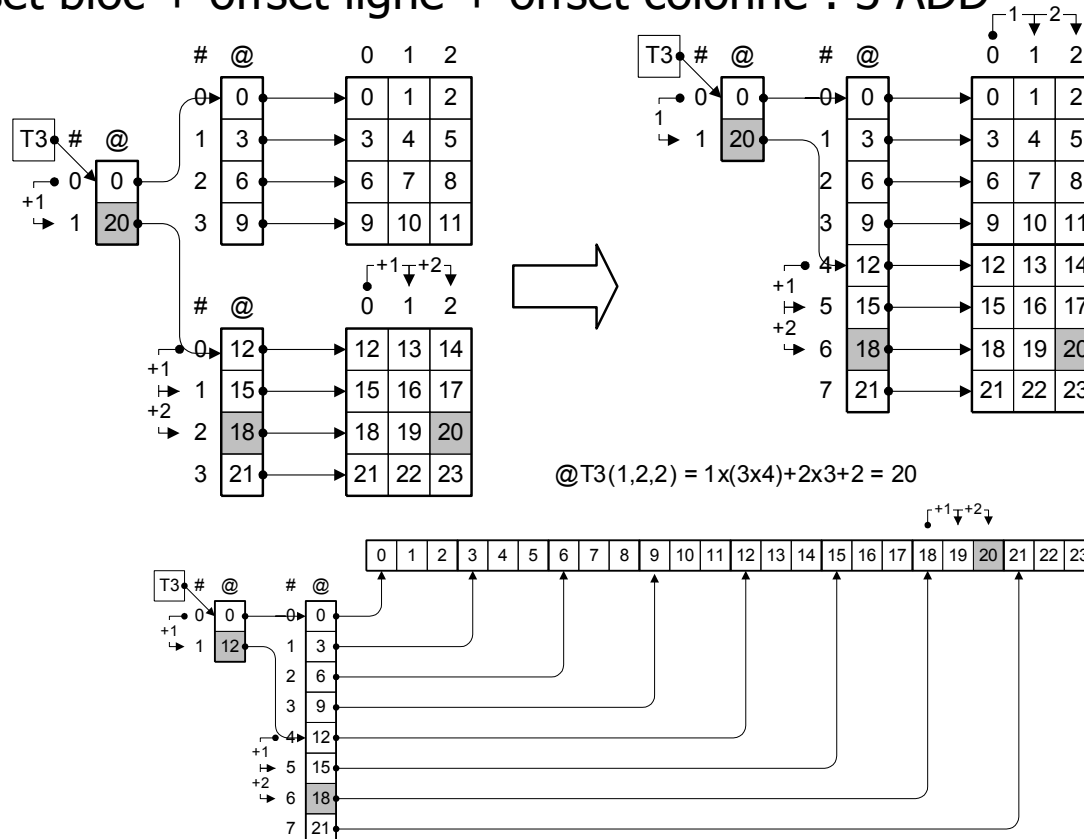 set bloc + offset ligne + offset colonne : 3 ADD
# @ 0 1 2
0 0 0 1 2
T3 # @ 1 3 3 4 5
0 0 2 6 6 7 8
+1
1 20 3 9 9 10 11
+1 +2
# @ 0 1 2
0 12 12 13 14
+1
1 15 15 16 17
+2
2 18 18 19 20
3 21 21 22 23
1 2
T3 # @ # @ 0 1 2
0 0 0 0 0 1 2
1
1 20 1 3 3 4 5
2 6 6 7 8
3 9 9 10 11
4 12 12 13 14
+1
5 15 15 16 17
+2
6 18 18 19 20
7 21 21 22 23
@T3(1,2,2) = 1x(3x4)+2x3+2 = 20
+1 +2
0 1 2 3 4 5 6 7 8 9 10 11 12 13 14 15 16 17 18 19 20 21 22 23
T3 # @ # @
0 0 0 0
+1
1 12 1 3
2 6
3 9
4 12
+1
5 15
+2
6 18
7 21